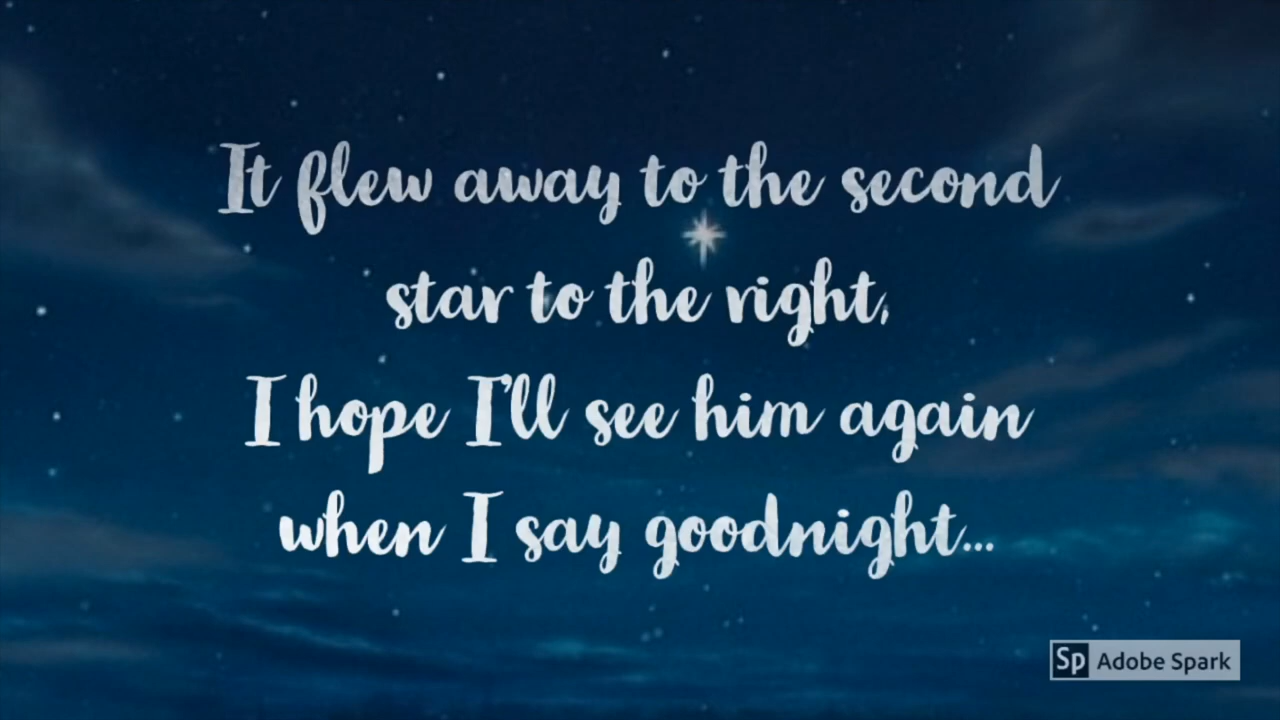 It flew away to the second
star to the right,
I hope I'll see him again
when I say goodnight...
Sp Adobe Spark